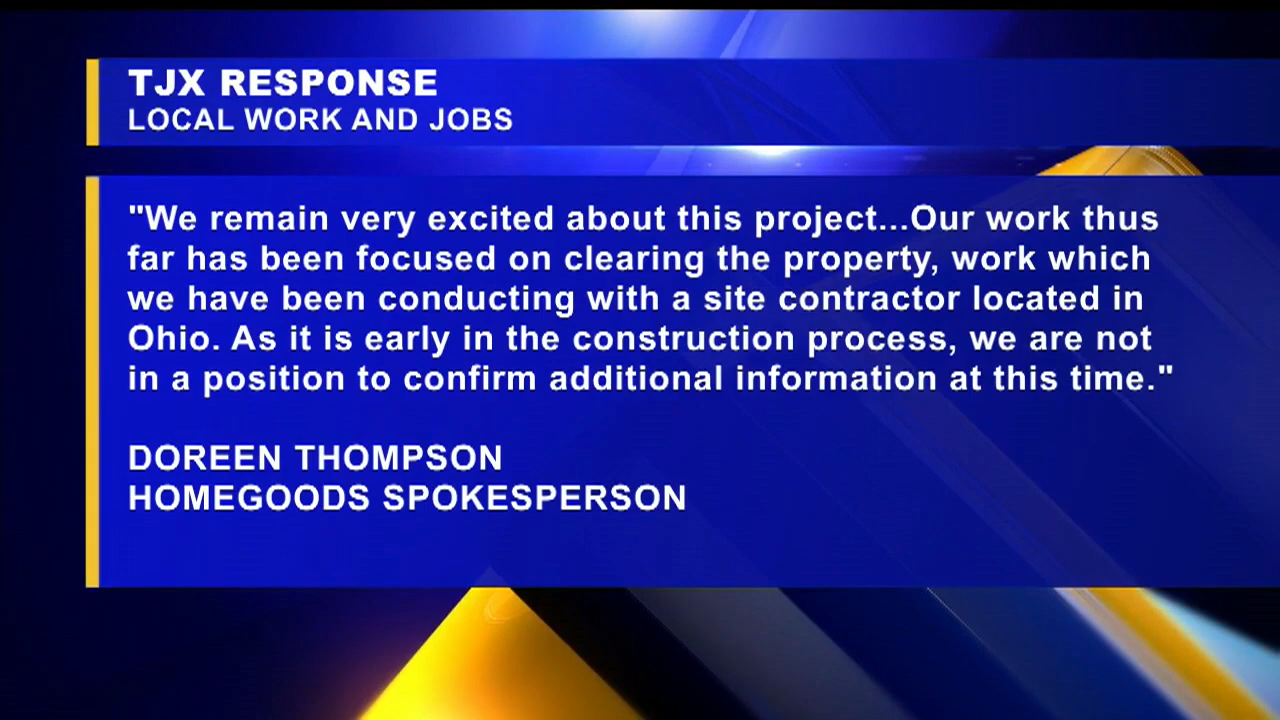 TJX RESPONSE
LOCAL WORK AND JOBS
"We remain very excited about this project...Our work thus
far has been focused on clearing the property, work which
we have been conducting with a site contractor located in
Ohio. As it is early in the construction process, we are not
in a position to confirm additional information at this time."
DOREEN THOMPSON
HOMEGOODS SPOKESPERSON